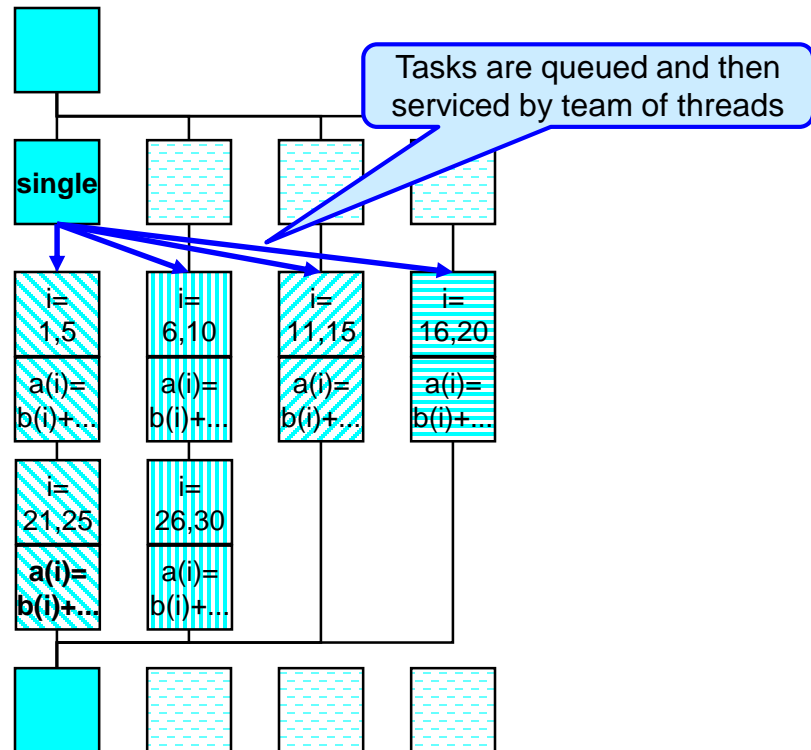 Tasks are queued and then
serviced by team of threads
single
i=
1,5
i=
6,10
i=
11,15
i=
16,20
a(i)=
b(i)+...
a(i)=
b(i)+...
a(i)=
b(i)+...
a(i)=
b(i)+...
i=
21,25
i=
26,30
a(i)=
b(i)+...
a(i)=
b(i)+...